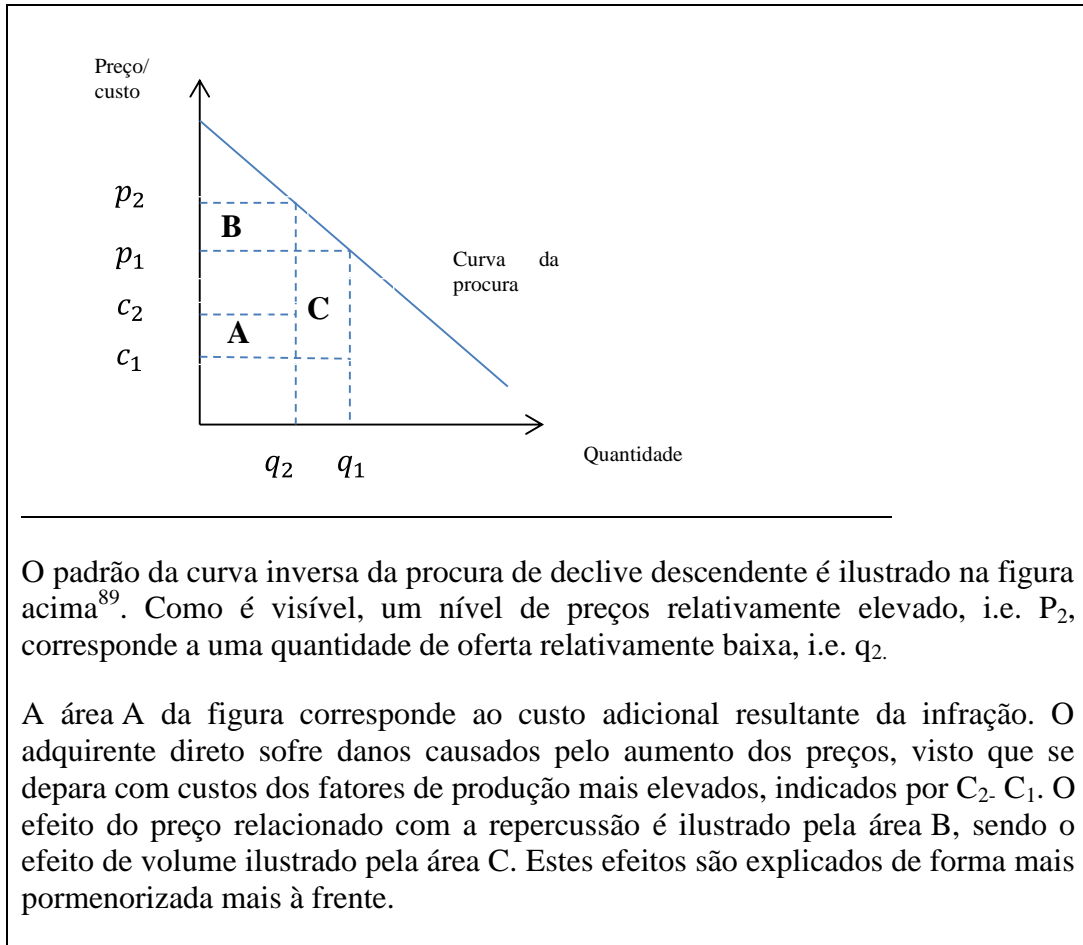 Preço/
custo
p₂
B
p₁
Curva da
procura
c₂
C
A
c₁
q₂ q₁
Quantidade
O padrão da curva inversa da procura de declive descendente é ilustrado na figura
acima⁸⁹. Como é visível, um nível de preços relativamente elevado, i.e. P₂,
corresponde a uma quantidade de oferta relativamente baixa, i.e. q₂.
A área A da figura corresponde ao custo adicional resultante da infração. O
adquirente direto sofre danos causados pelo aumento dos preços, visto que se
depara com custos dos fatores de produção mais elevados, indicados por C₂- C₁. O
efeito do preço relacionado com a repercussão é ilustrado pela área B, sendo o
efeito de volume ilustrado pela área C. Estes efeitos são explicados de forma mais
pormenorizada mais à frente.